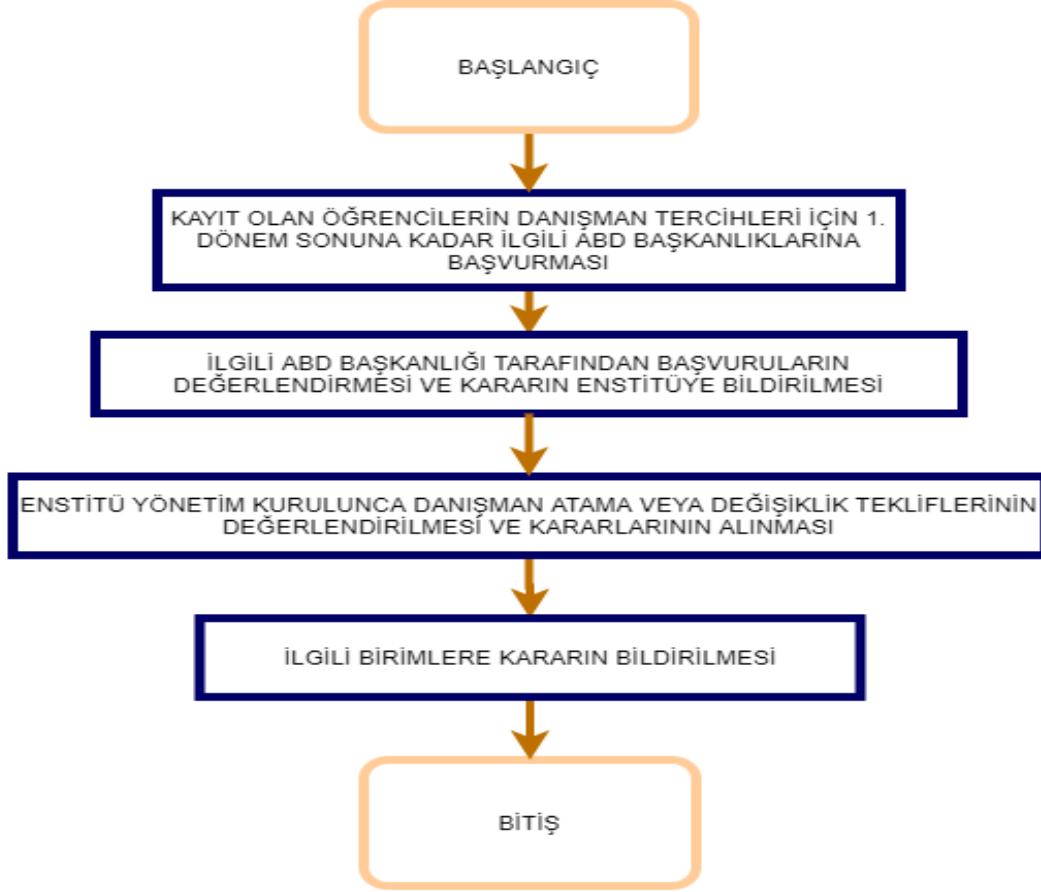 BAŞLANGIÇ
KAYIT OLAN ÖĞRENCİLERİN DANIŞMAN TERCİHLERİ İÇİN 1.
DÖNEM SONUNA KADAR İLGİLİ ABD BAŞKANLIKLARINA
BAŞVURMASI
İLGİLİ ABD BAŞKANLIĞI TARAFINDAN BAŞVURULARIN
DEĞERLENDİRMESİ VE KARARIN ENSTİTÜYE BİLDİRİLMESİ
ENSTİTÜ YÖNETİM KURULUNCA DANIŞMAN ATAMA VEYA DEĞİŞİKLİK TEKLİFLERİNİN
DEĞERLENDİRİLMESİ VE KARARLARININ ALINMASI
İLGİLİ BİRİMLERE KARARIN BİLDİRİLMESİ
BİTİŞ